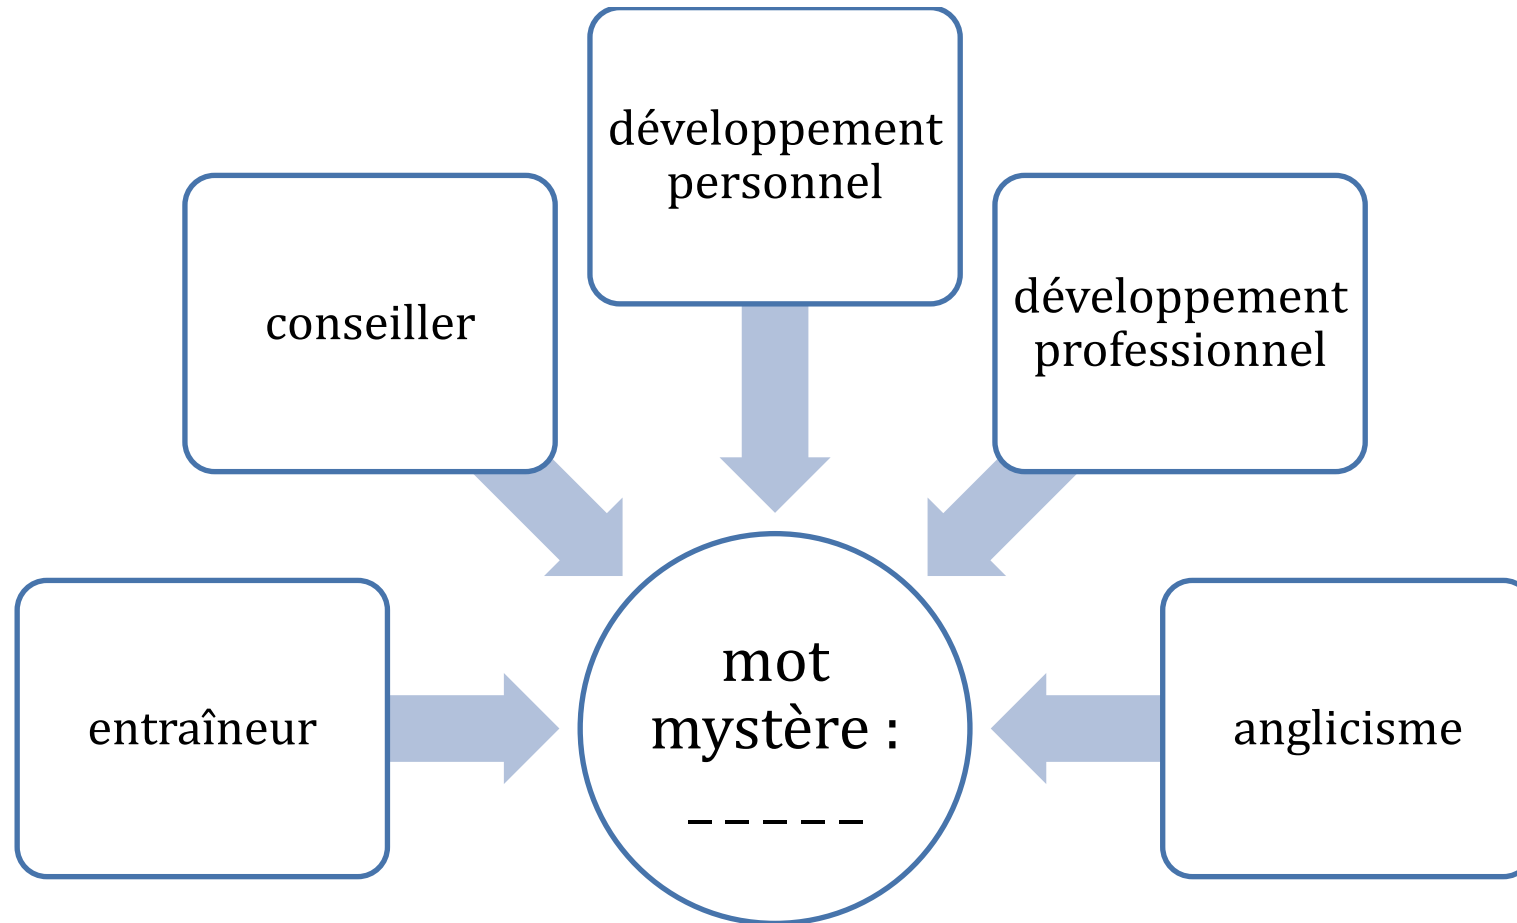 développement
personnel
conseiller
développement
professionnel
entraîneur
mot
mystère :
_ _ _ _ _
anglicisme